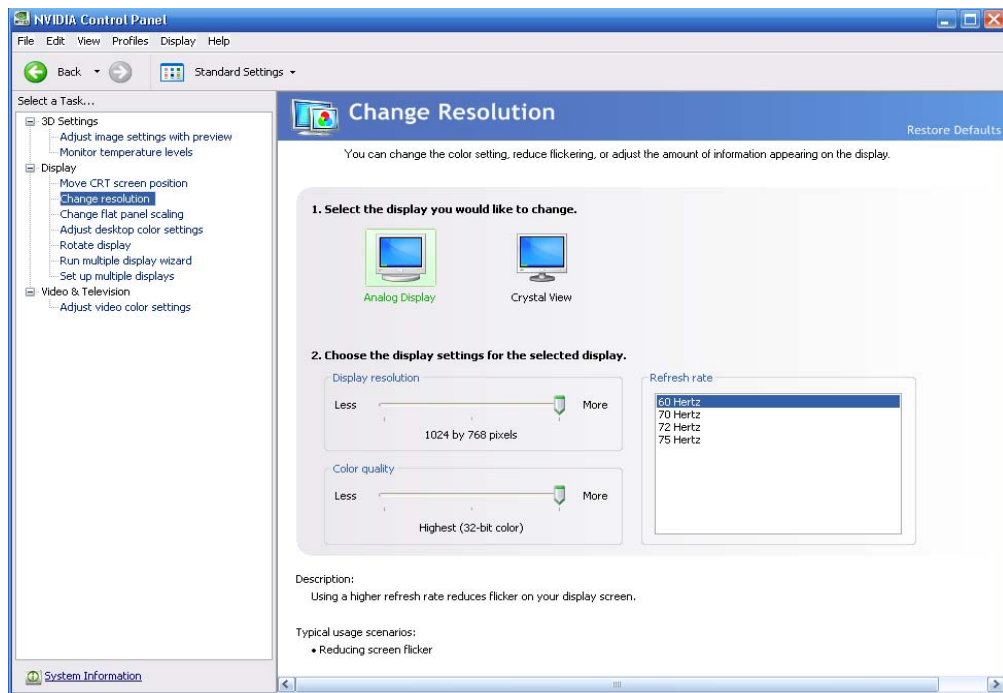 NVIDIA Control Panel
File Edit View Profiles Display Help
Back Standard Settings
Select a Task...
3D Settings
Adjust image settings with preview
Monitor temperature levels
Display
Move CRT screen position
Change resolution
Change flat panel scaling
Adjust desktop color settings
Rotate display
Run multiple display wizard
Set up multiple displays
Video & Television
Adjust video color settings
System Information
Change Resolution
Restore Defaults
You can change the color setting, reduce flickering, or adjust the amount of information appearing on the display.
1. Select the display you would like to change.
Analog Display Crystal View
2. Choose the display settings for the selected display.
Display resolution
Less More
1024 by 768 pixels
Color quality
Less More
Highest (32-bit color)
Refresh rate
60 Hertz
70 Hertz
72 Hertz
75 Hertz
Description:
Using a higher refresh rate reduces flicker on your display screen.
Typical usage scenarios:
• Reducing screen flicker